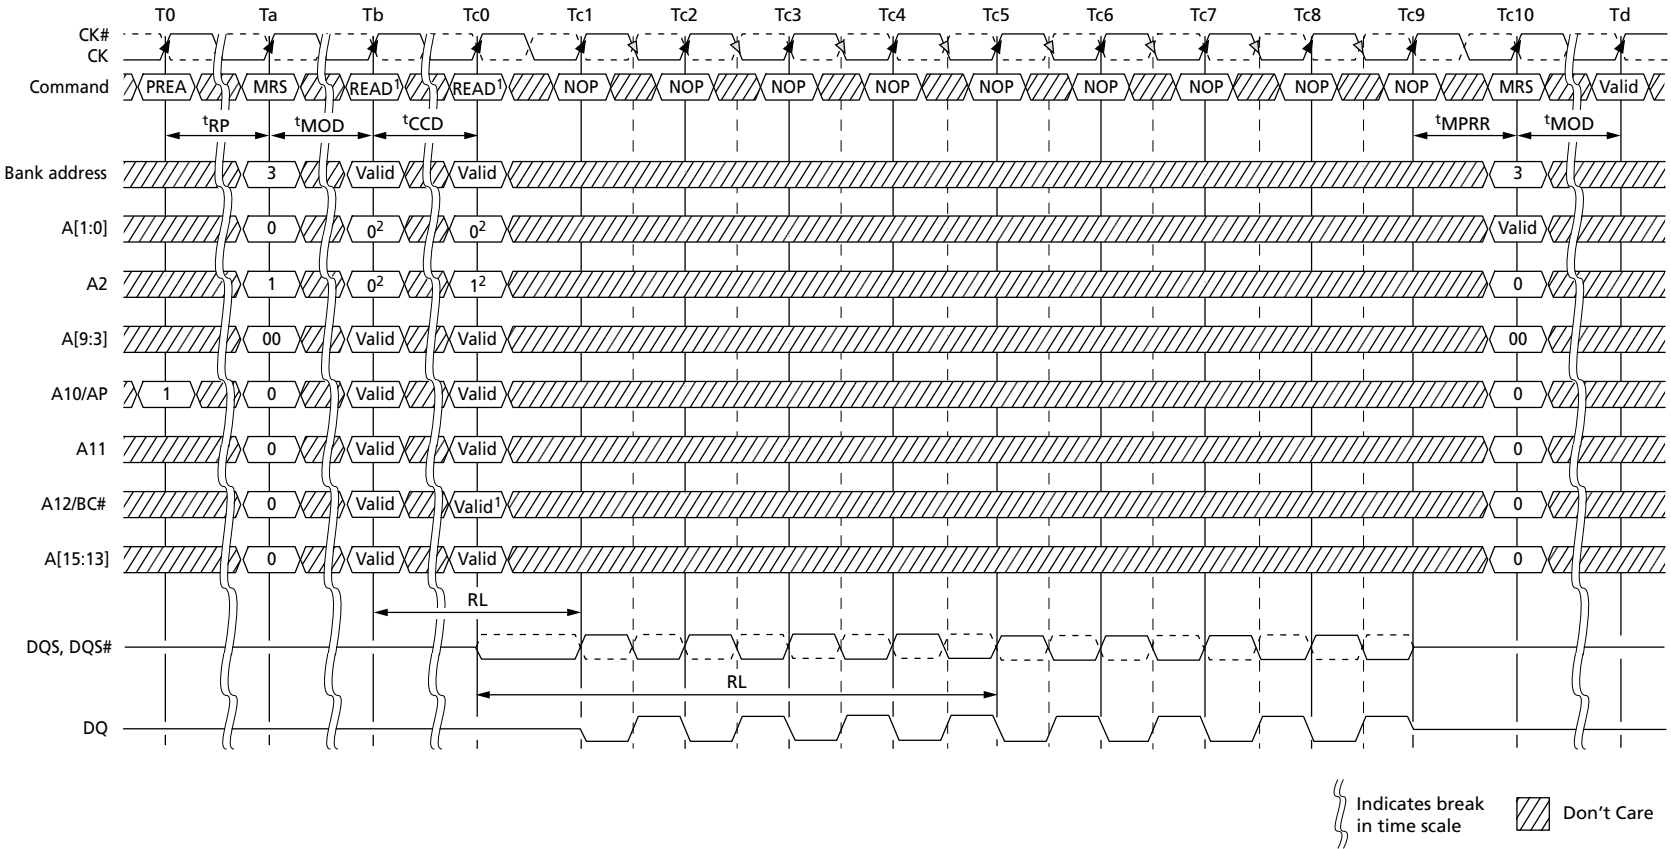 T0 Ta Tb Tc0 Tc1 Tc2 Tc3 Tc4 Tc5 Tc6 Tc7 Tc8 Tc9 Tc10 Td
CK#
CK
Command PREA MRS READ¹ READ¹ NOP NOP NOP NOP NOP NOP NOP NOP NOP MRS Valid
ᵗRP ᵗMOD ᵗCCD ᵗMPRR ᵗMOD
Bank address 3 Valid Valid 3
A[1:0] 0 0² 0² Valid
A2 1 0² 1² 0
A[9:3] 00 Valid Valid 00
A10/AP 1 0 Valid Valid 0
A11 0 Valid Valid 0
A12/BC# 0 Valid Valid¹ 0
A[15:13] 0 Valid Valid 0
RL
DQS, DQS#
RL
DQ
Indicates break
in time scale
Don't Care